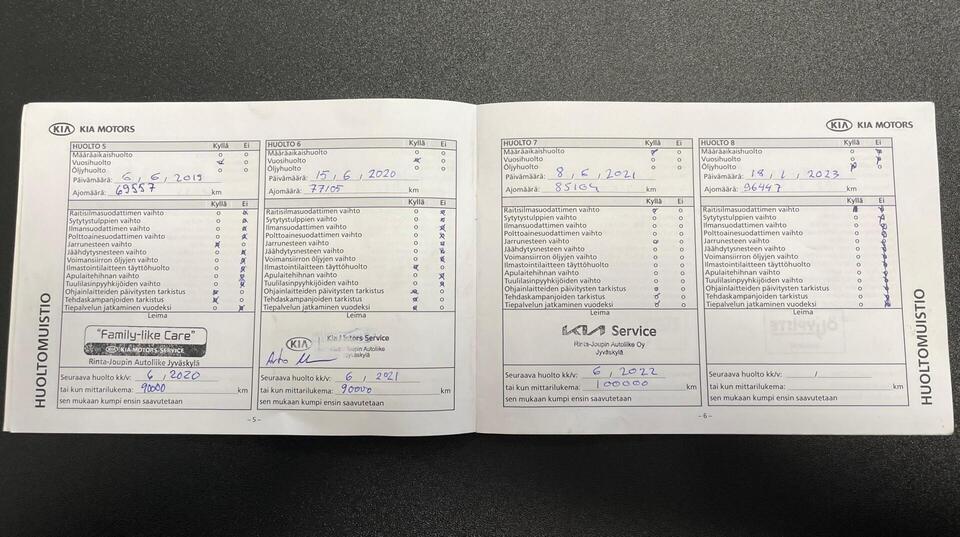 KIA KIA MOTORS
HUOLTO 5 Kyllä Ei
Määräaikaishuolto o o
Vuosihuolto o
Öljyhuolto o o
Päivämäärä: 6, 6, 2019
Ajomäärä: 69557 km
Raitisilmasuodattimen vaihto
Sytytystulppien vaihto
Ilmansuodattimen vaihto
Polttoainesuodattimen vaihto
Jarrunesteen vaihto
Jäähdytysnesteen vaihto
Voimansiirron öljyjen vaihto
Ilmastointilaitteen täyttöhuolto
Apulaitehihnan vaihto
Tuulilasinpyyhkijöiden vaihto
Ohjainlaitteiden päivitysten tarkistus
Tehdaskampanjoiden tarkistus
Tiepalvelun jatkaminen vuodeksi
Leima
"Family-like Care"
KIA MOTORS SERVICE
Rinta-Joupin Autoliike Jyväskylä
Seuraava huolto kk/v: 6, 2020
tai kun mittarilukema: 90000 km
sen mukaan kumpi ensin saavutetaan
HUOLTO 6 Kyllä Ei
Määräaikaishuolto o o
Vuosihuolto o
Öljyhuolto o o
Päivämäärä: 15, 6, 2020
Ajomäärä: 77105 km
Raitisilmasuodattimen vaihto
Sytytystulppien vaihto
Ilmansuodattimen vaihto
Polttoainesuodattimen vaihto
Jarrunesteen vaihto
Jäähdytysnesteen vaihto
Voimansiirron öljyjen vaihto
Ilmastointilaitteen täyttöhuolto
Apulaitehihnan vaihto
Tuulilasinpyyhkijöiden vaihto
Ohjainlaitteiden päivitysten tarkistus
Tehdaskampanjoiden tarkistus
Tiepalvelun jatkaminen vuodeksi
Leima
KIA Kia Motors Service
Rinta-Joupin Autoliike
Jyväskylä
Seuraava huolto kk/v: 6, 2021
tai kun mittarilukema: 90000 km
sen mukaan kumpi ensin saavutetaan
HUOLTOMUISTIO
– 5 –
KIA KIA MOTORS
HUOLTO 7 Kyllä Ei
Määräaikaishuolto o
Vuosihuolto o o
Öljyhuolto o o
Päivämäärä: 8, 6, 2021
Ajomäärä: 85164 km
Raitisilmasuodattimen vaihto
Sytytystulppien vaihto
Ilmansuodattimen vaihto
Polttoainesuodattimen vaihto
Jarrunesteen vaihto
Jäähdytysnesteen vaihto
Voimansiirron öljyjen vaihto
Ilmastointilaitteen täyttöhuolto
Apulaitehihnan vaihto
Tuulilasinpyyhkijöiden vaihto
Ohjainlaitteiden päivitysten tarkistus
Tehdaskampanjoiden tarkistus
Tiepalvelun jatkaminen vuodeksi
Leima
KIA Service
Rinta-Joupin Autoliike Oy
Jyväskylä
Seuraava huolto kk/v: 6, 2022
tai kun mittarilukema: 100000 km
sen mukaan kumpi ensin saavutetaan
HUOLTO 8 Kyllä Ei
Määräaikaishuolto o
Vuosihuolto o
Öljyhuolto o
Päivämäärä: 18, 1, 2023
Ajomäärä: 96447 km
Raitisilmasuodattimen vaihto
Sytytystulppien vaihto
Ilmansuodattimen vaihto
Polttoainesuodattimen vaihto
Jarrunesteen vaihto
Jäähdytysnesteen vaihto
Voimansiirron öljyjen vaihto
Ilmastointilaitteen täyttöhuolto
Apulaitehihnan vaihto
Tuulilasinpyyhkijöiden vaihto
Ohjainlaitteiden päivitysten tarkistus
Tehdaskampanjoiden tarkistus
Tiepalvelun jatkaminen vuodeksi
Leima
Seuraava huolto kk/v: /
tai kun mittarilukema: km
sen mukaan kumpi ensin saavutetaan
HUOLTOMUISTIO
– 6 –